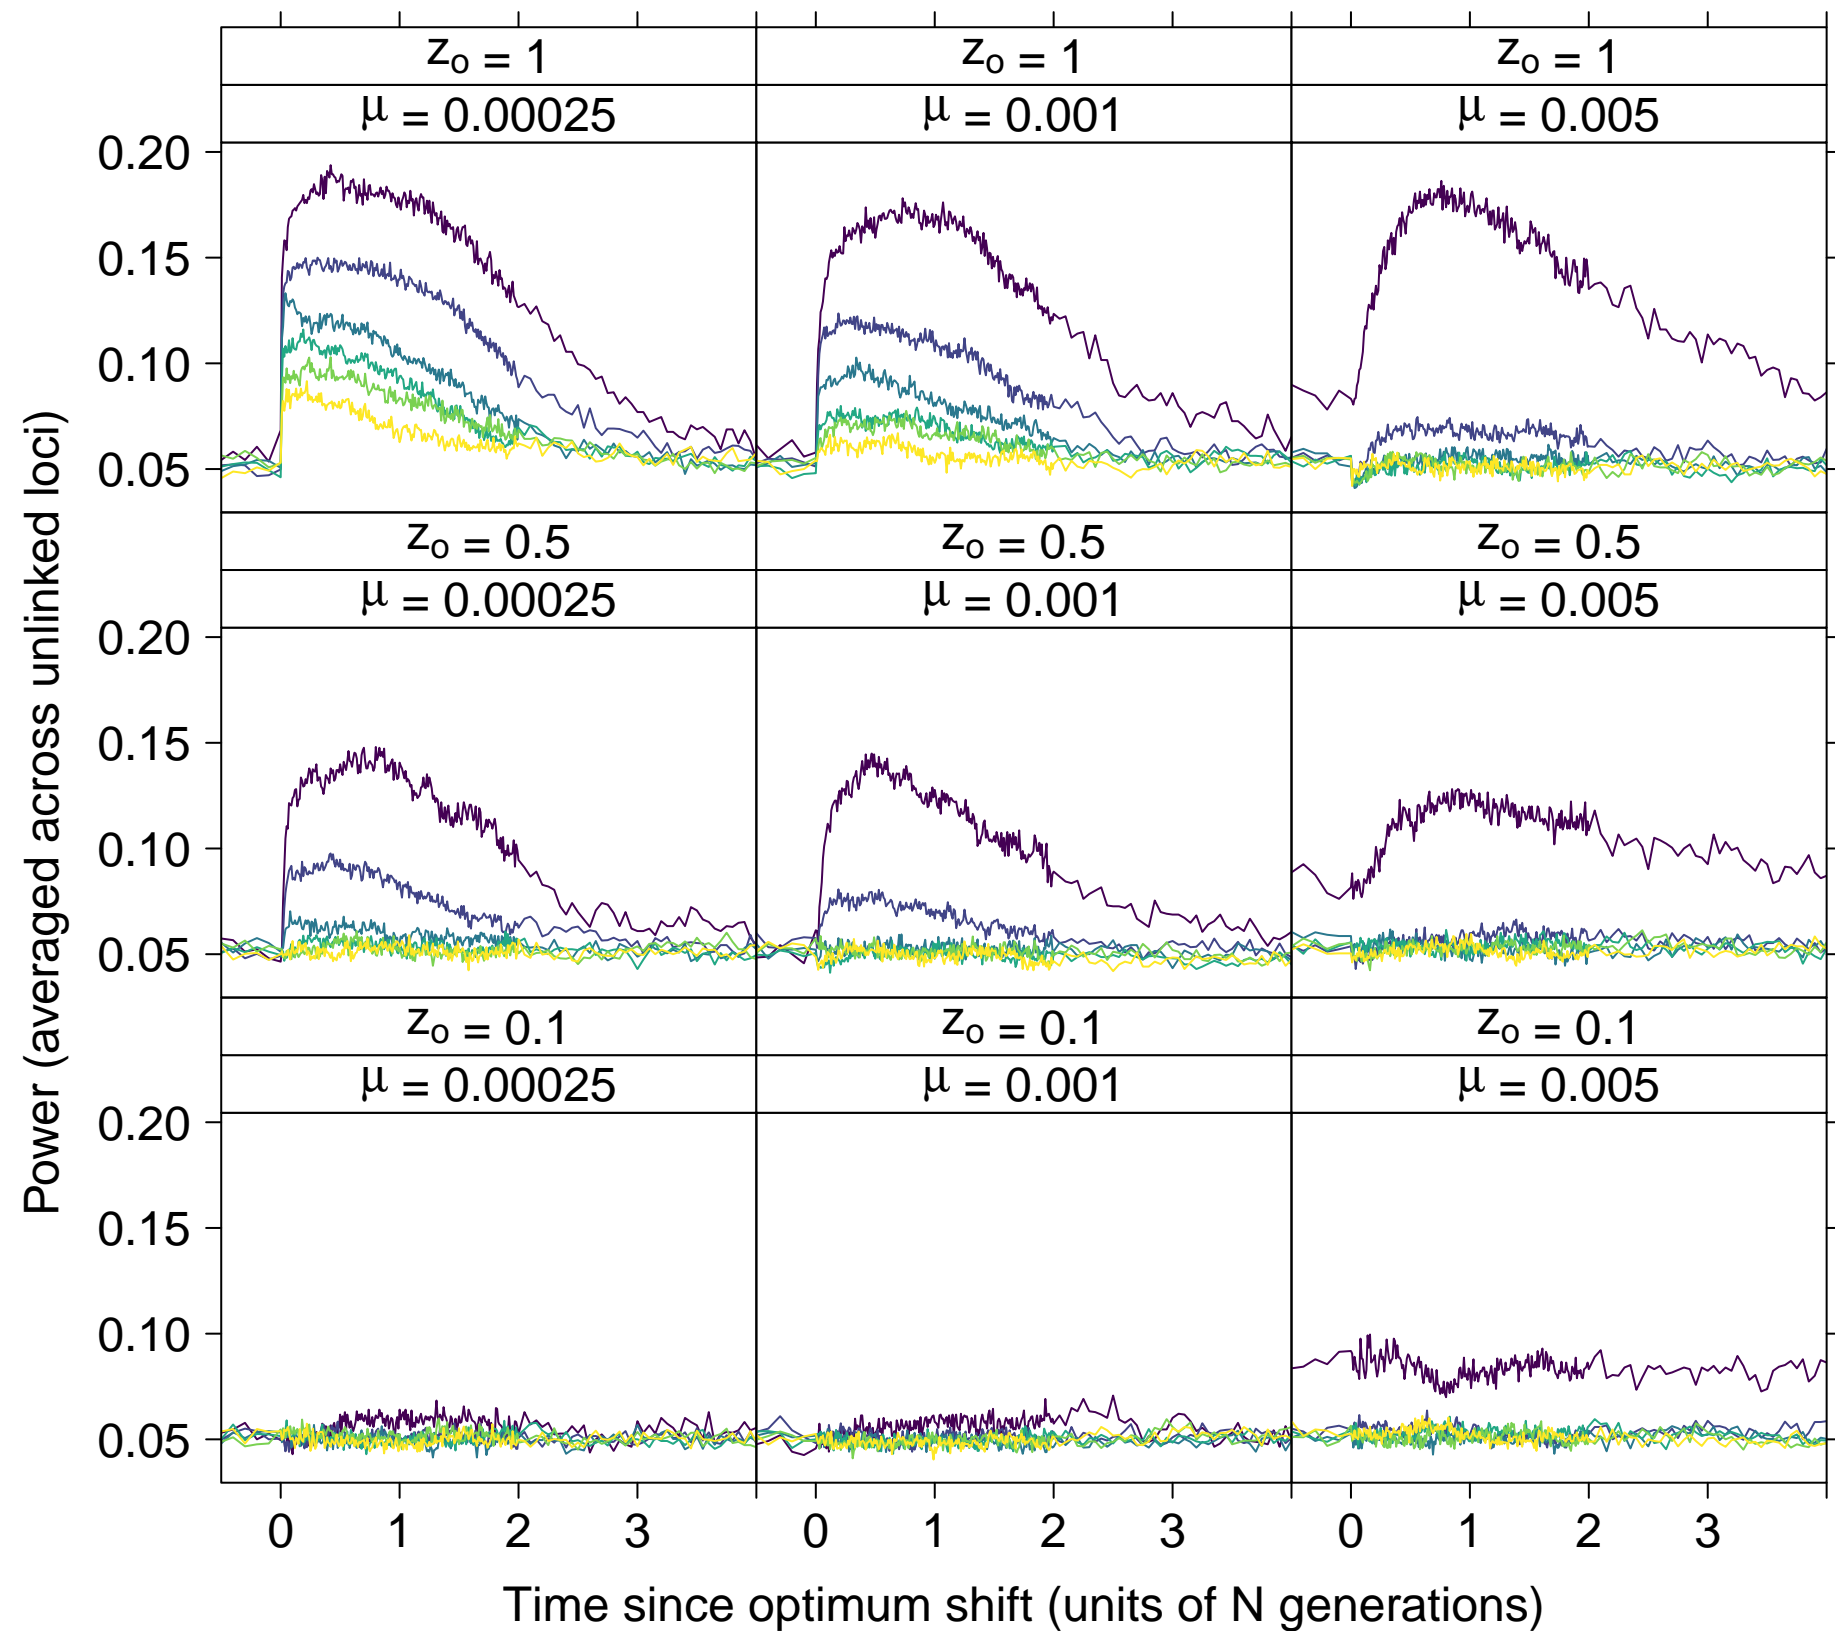 z₀ = 1 z₀ = 1 z₀ = 1
μ = 0.00025 μ = 0.001 μ = 0.005
0.20
0.15
0.10
0.05
z₀ = 0.5 z₀ = 0.5 z₀ = 0.5
μ = 0.00025 μ = 0.001 μ = 0.005
0.20
0.15
0.10
0.05
z₀ = 0.1 z₀ = 0.1 z₀ = 0.1
μ = 0.00025 μ = 0.001 μ = 0.005
0.20
0.15
0.10
0.05
0 1 2 3 0 1 2 3 0 1 2 3
Time since optimum shift (units of N generations)
Power (averaged across unlinked loci)